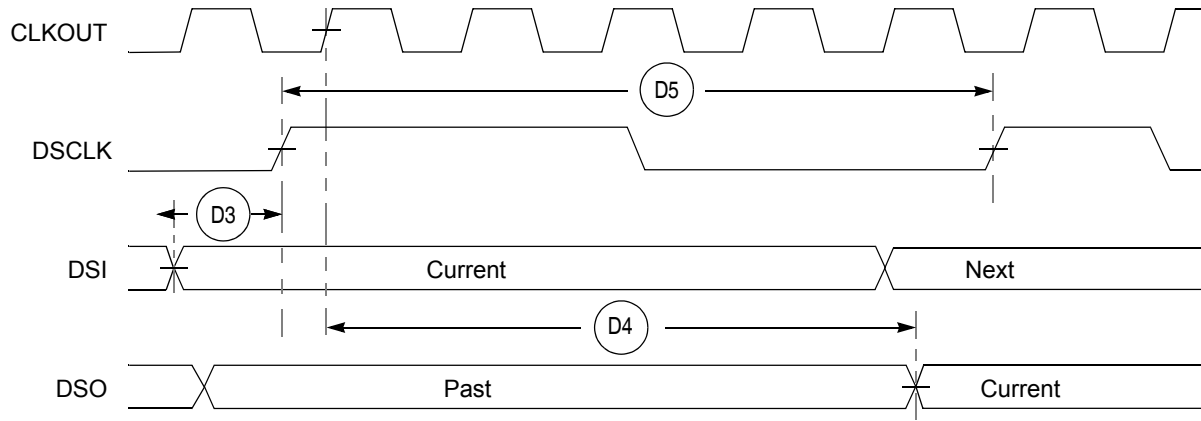 CLKOUT
D5
DSCLK
D3
DSI
Current
Next
D4
DSO
Past
Current